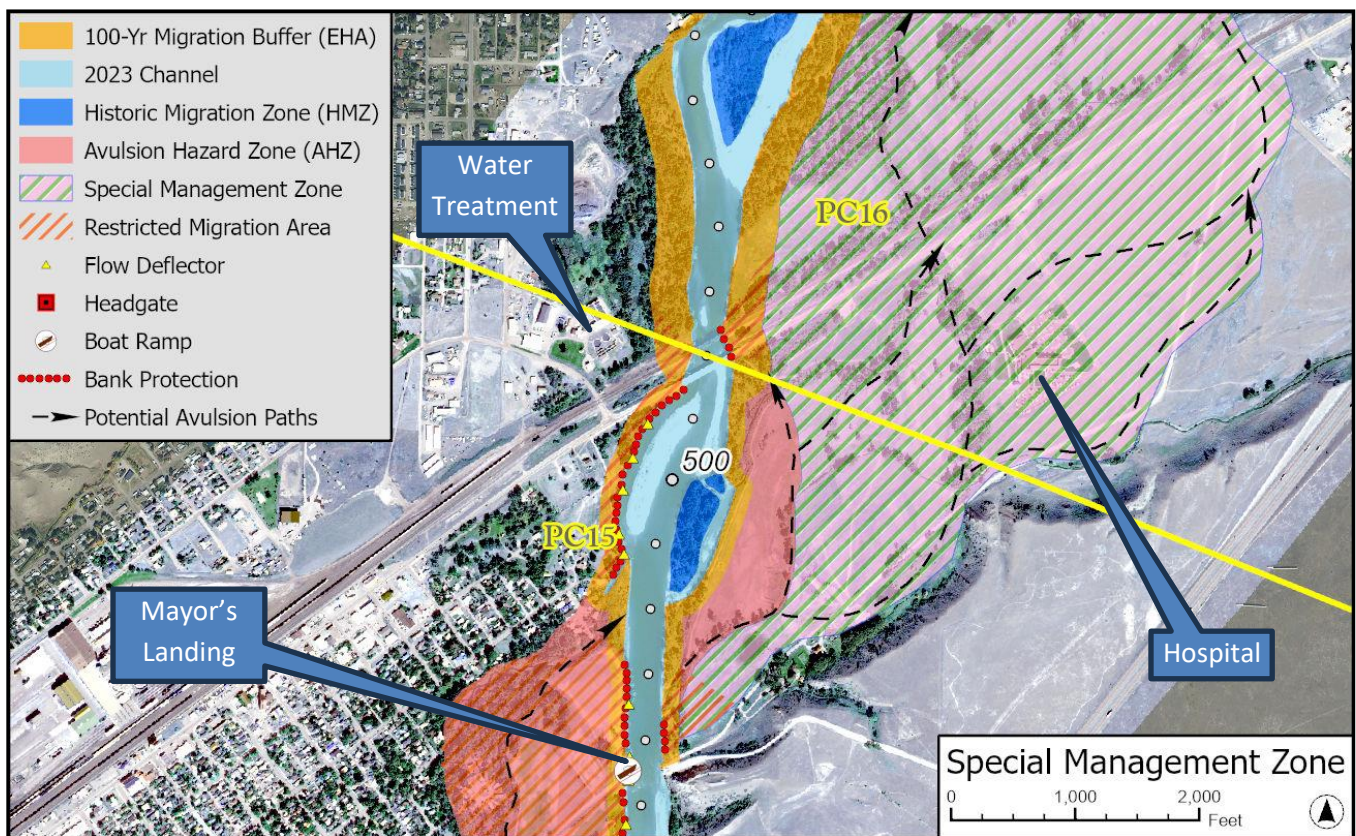 100-Yr Migration Buffer (EHA)
2023 Channel
Historic Migration Zone (HMZ)
Avulsion Hazard Zone (AHZ)
Special Management Zone
Restricted Migration Area
Flow Deflector
Headgate
Boat Ramp
Bank Protection
Potential Avulsion Paths
Water
Treatment
PC16
500
PC15
Mayor's
Landing
Hospital
Special Management Zone
0 1,000 2,000
Feet